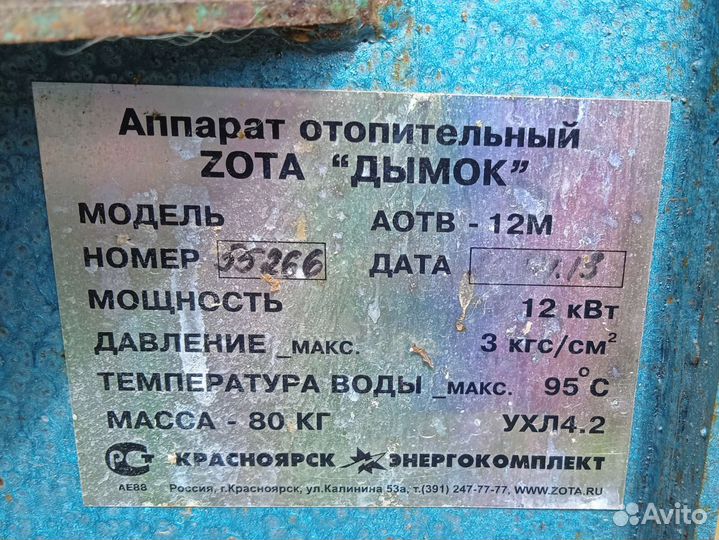 Аппарат отопительный
ZOTA "ДЫМОК"
МОДЕЛЬ АОТВ - 12М
НОМЕР 55266 ДАТА .13
МОЩНОСТЬ 12 кВт
ДАВЛЕНИЕ _МАКС. 3 кгс/см²
ТЕМПЕРАТУРА ВОДЫ _МАКС. 95°С
МАССА - 80 КГ УХЛ4.2
РСТ КРАСНОЯРСК ЭНЕРГОКОМПЛЕКТ
АЕ88 Россия, г.Красноярск, ул.Калинина 53а, т.(391) 247-77-77, WWW.ZOTA.RU
Avito